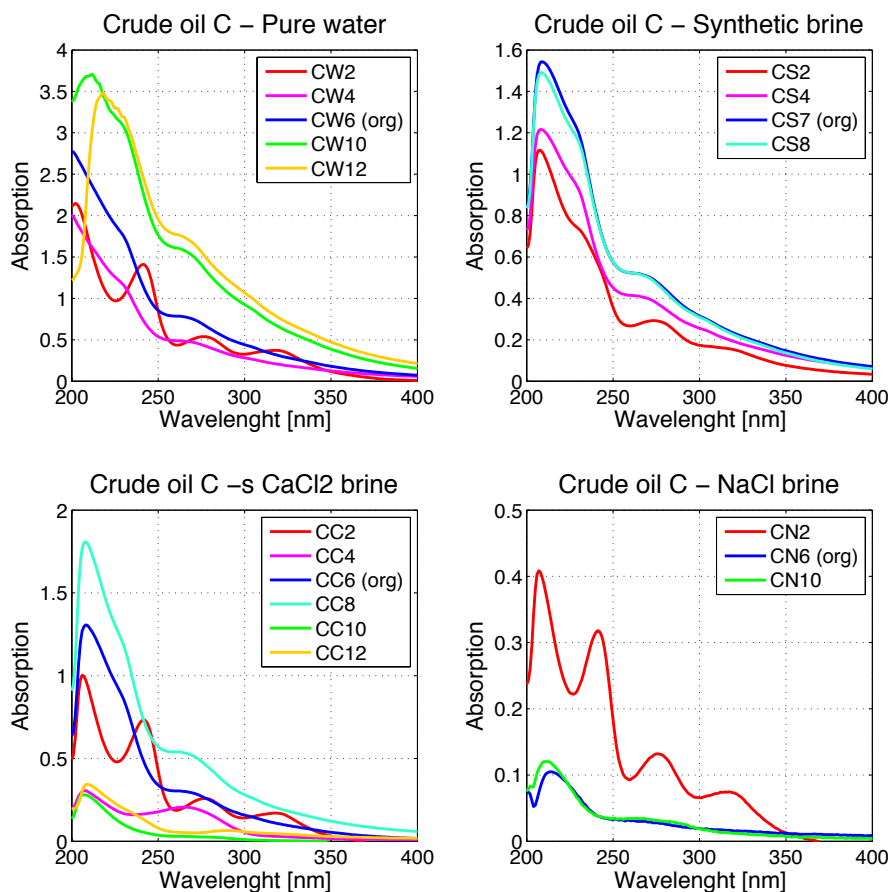 Crude oil C – Pure water
4
3.5
3
2.5
2
1.5
1
0.5
0
200
250
300
350
400
Absorption
Wavelenght [nm]
CW2
CW4
CW6 (org)
CW10
CW12
Crude oil C – Synthetic brine
1.6
1.4
1.2
1
0.8
0.6
0.4
0.2
0
200
250
300
350
400
Absorption
Wavelenght [nm]
CS2
CS4
CS7 (org)
CS8
Crude oil C –s CaCl2 brine
2
1.5
1
0.5
0
200
250
300
350
400
Absorption
Wavelenght [nm]
CC2
CC4
CC6 (org)
CC8
CC10
CC12
Crude oil C – NaCl brine
0.5
0.4
0.3
0.2
0.1
0
200
250
300
350
400
Absorption
Wavelenght [nm]
CN2
CN6 (org)
CN10